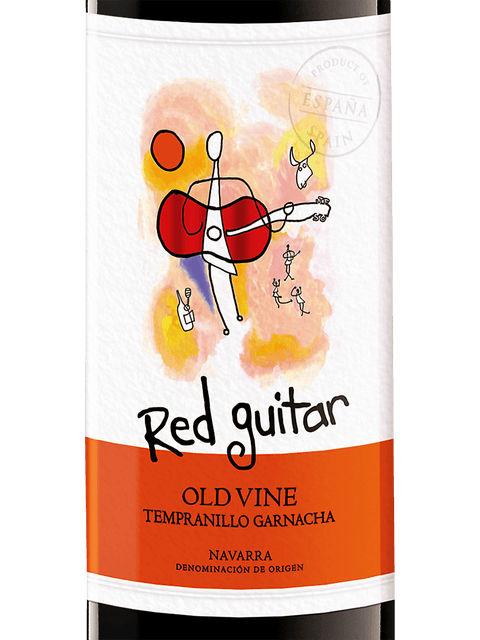 PRODUCT OF
ESPAÑA
SPAIN
Red guitar
OLD VINE
TEMPRANILLO GARNACHA
NAVARRA
DENOMINACIÓN DE ORIGEN